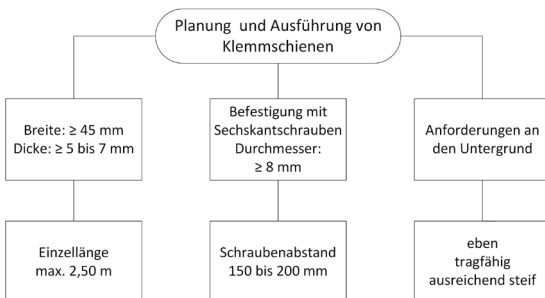 Planung und Ausführung von
Klemmschienen
Breite: ≥ 45 mm
Dicke: ≥ 5 bis 7 mm
Befestigung mit
Sechskantschrauben
Durchmesser:
≥ 8 mm
Anforderungen an
den Untergrund
Einzellänge
max. 2,50 m
Schraubenabstand
150 bis 200 mm
eben
tragfähig
ausreichend steif